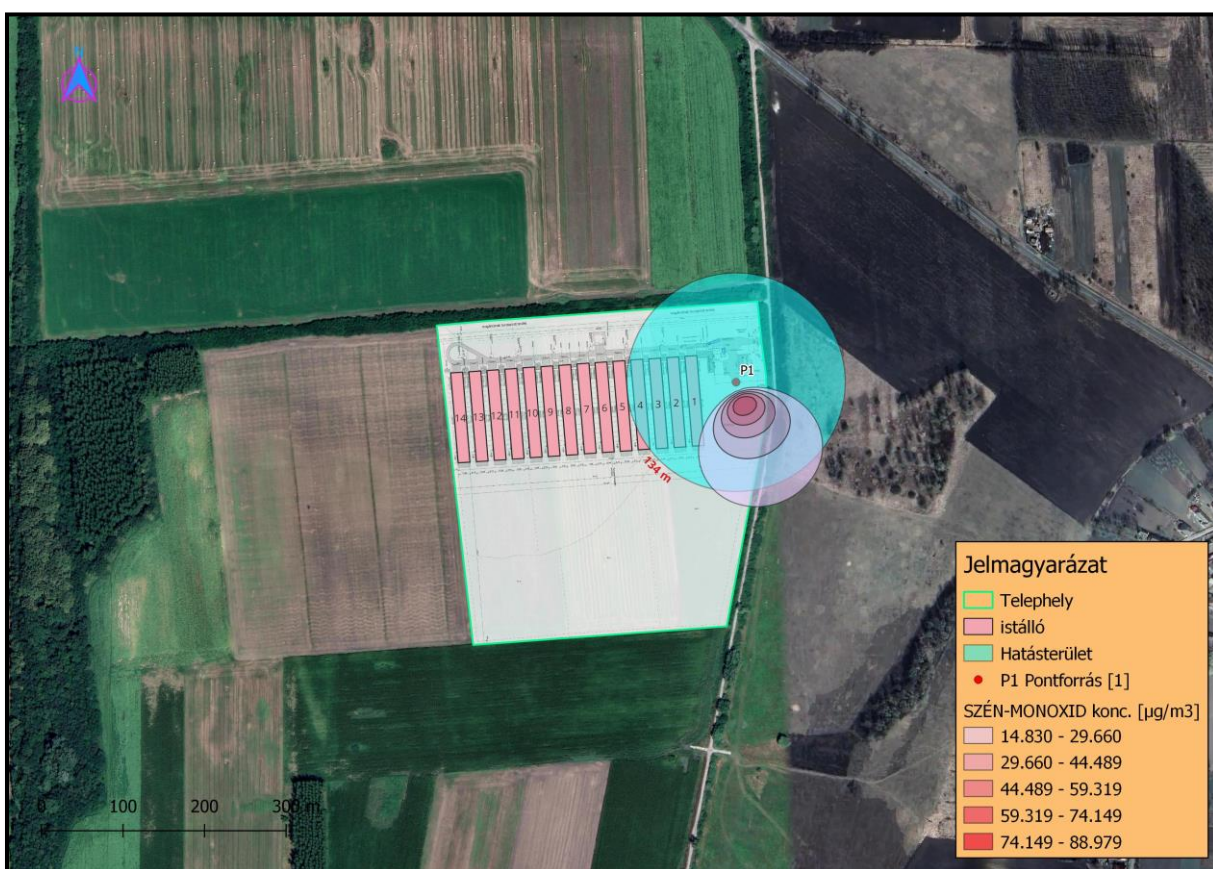 P1
14 13 12 11 10 9 8 7 6 5 4 3 2 1
134 m
0 100 200 300 m
Jelmagyarázat
Telephely
istálló
Hatásterület
P1 Pontforrás [1]
SZÉN-MONOXID konc. [µg/m3]
14.830 - 29.660
29.660 - 44.489
44.489 - 59.319
59.319 - 74.149
74.149 - 88.979